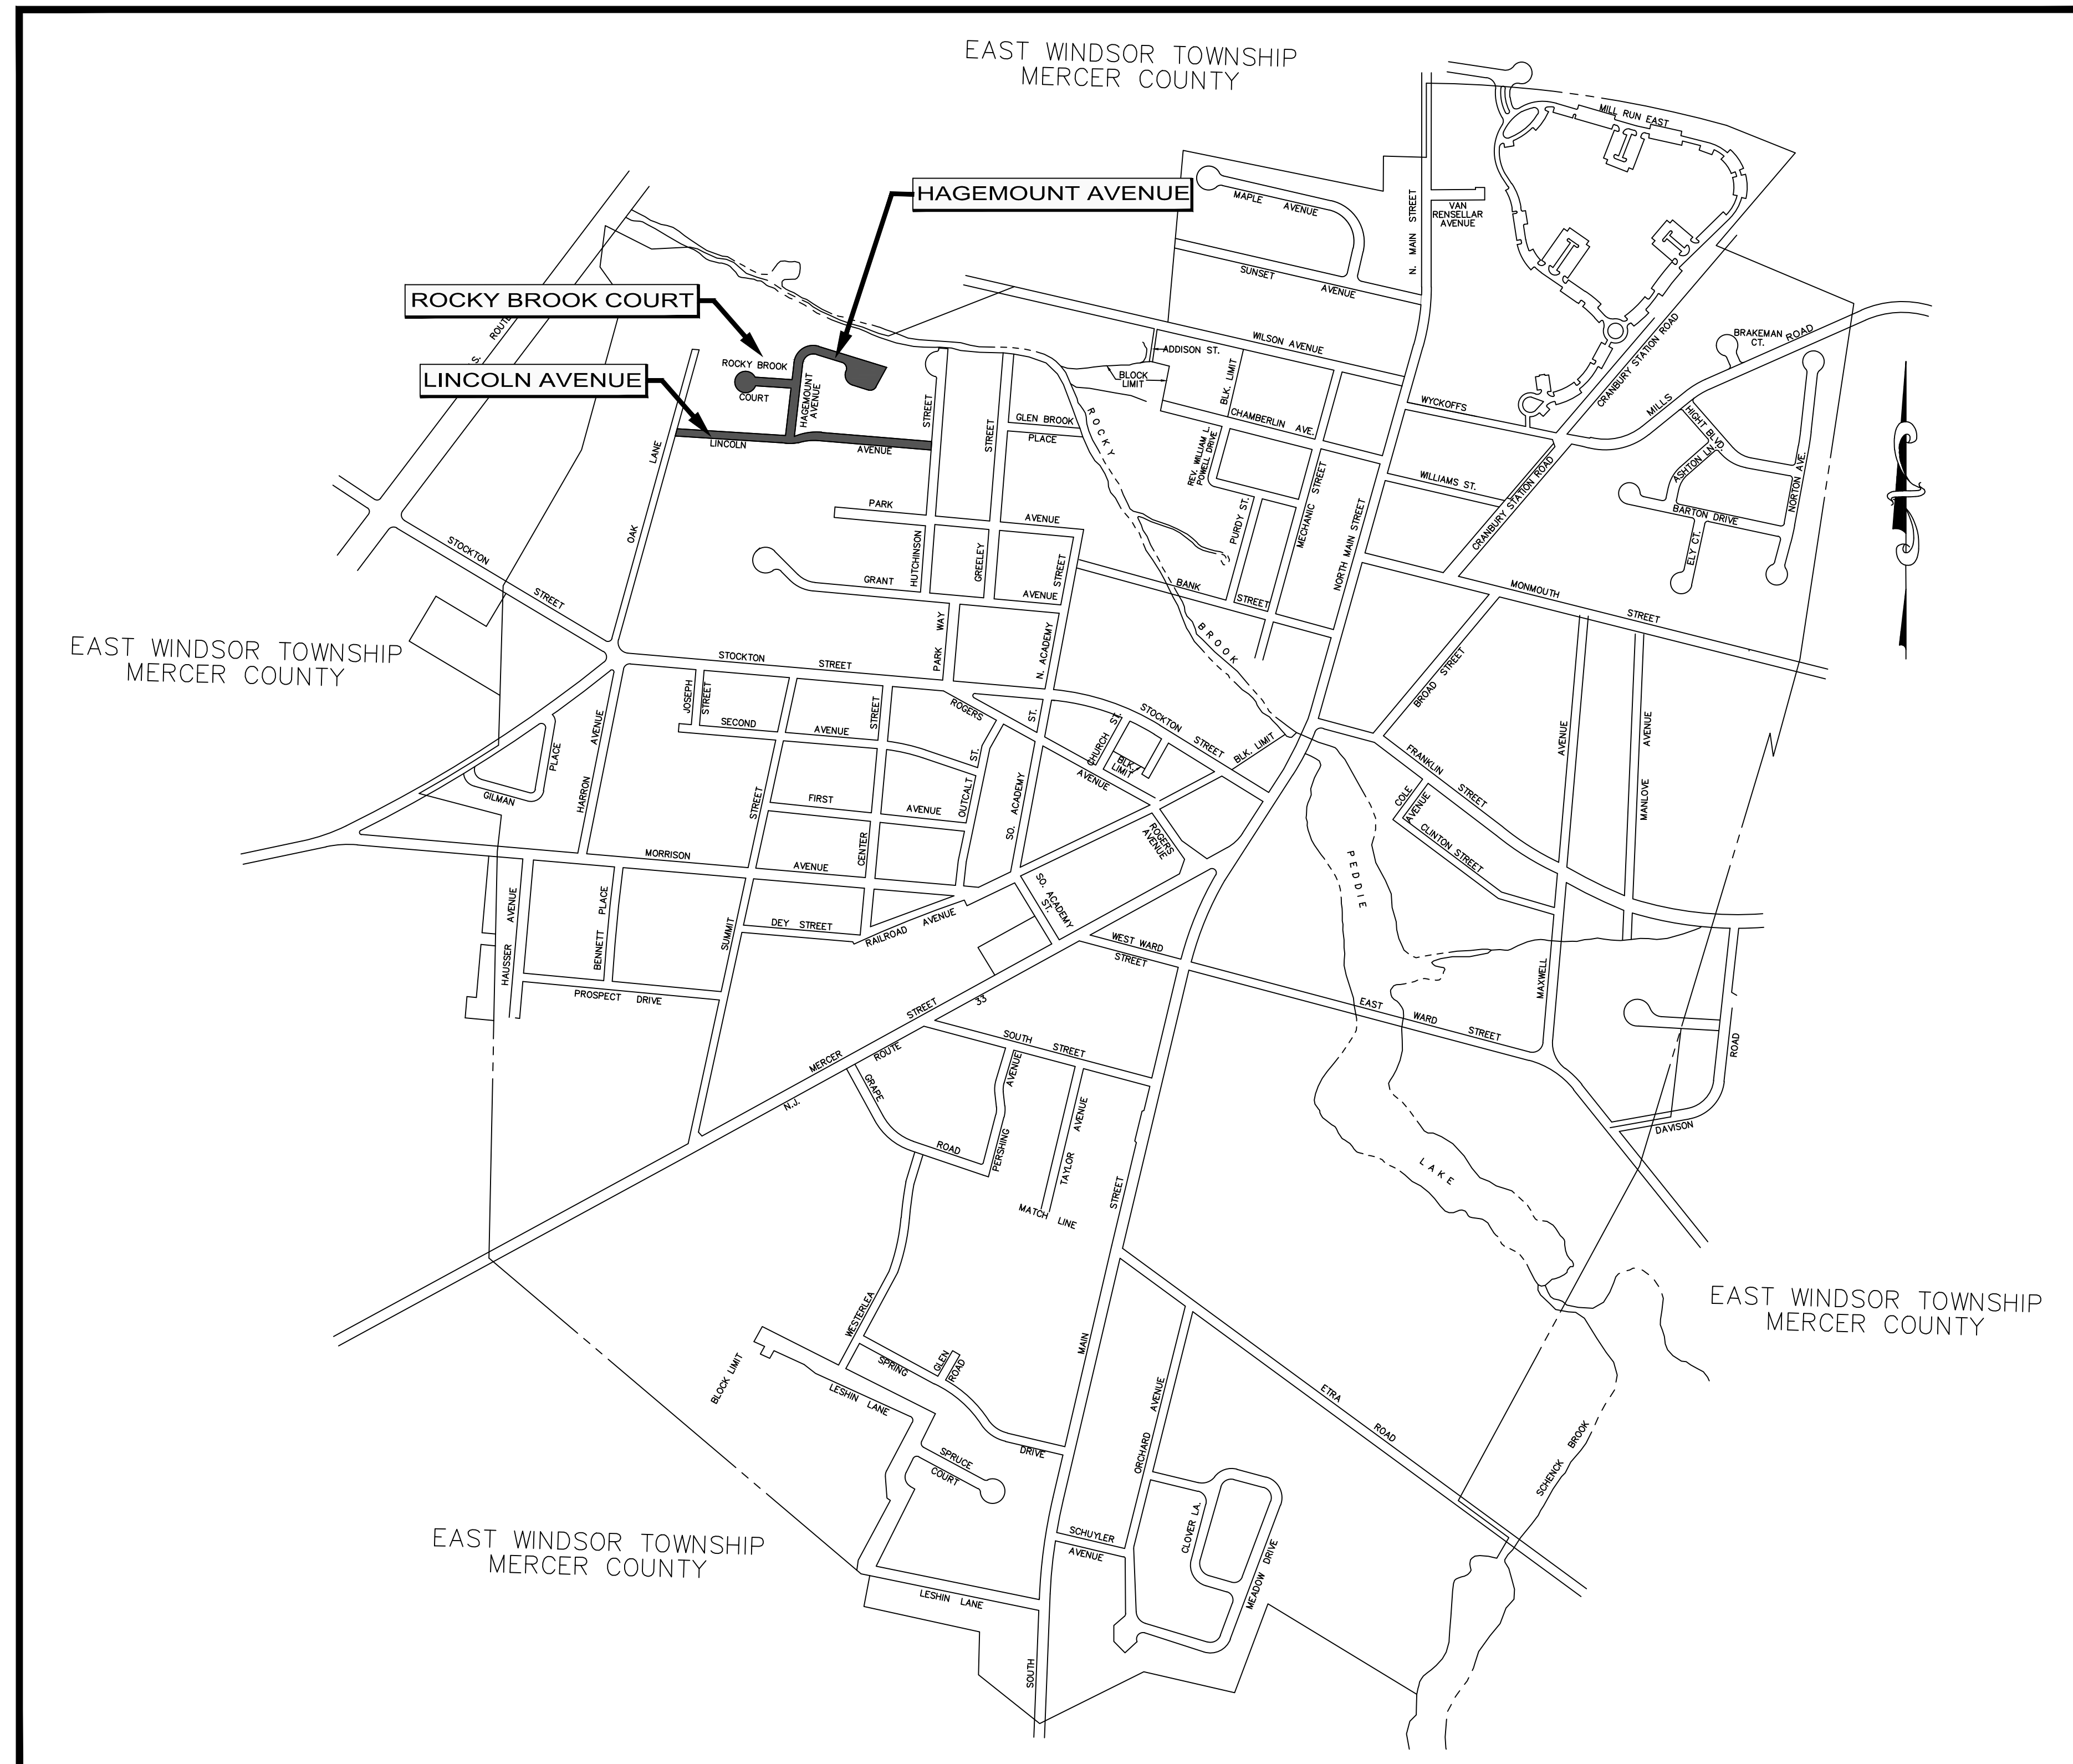 EAST WINDSOR TOWNSHIP
MERCER COUNTY
MILL RUN EAST
HAGEMOUNT AVENUE
MAPLE AVENUE
N. MAIN STREET
VAN
RENSELLAR
AVENUE
SUNSET AVENUE
ROCKY BROOK COURT
S. ROUTE
WILSON AVENUE
CRANBURY STATION ROAD
BRAKEMAN
CT.
MILLS ROAD
ADDISON ST.
BLOCK
LIMIT
BLK. LIMIT
ROCKY BROOK
COURT
HAGEMOUNT
AVENUE
LINCOLN AVENUE
LINCOLN AVENUE
STREET
STREET
GLEN BROOK
PLACE
ROCKY
BROOK
CHAMBERLIN AVE.
WYCKOFFS
HIGH BLVD.
ASHTON LN.
NORTON AVE.
REV. WILLIAM L.
POWELL DRIVE
WILLIAMS ST.
CRANBURY STATION ROAD
BARTON DRIVE
ELY CT.
OAK LANE
PARK AVENUE
PURDY ST.
MECHANIC STREET
NORTH MAIN STREET
STOCKTON
STREET
HUTCHINSON
GREELEY
STREET
GRANT AVENUE
BANK STREET
MONMOUTH STREET
EAST WINDSOR TOWNSHIP
MERCER COUNTY
STOCKTON STREET
PARK WAY
N. ACADEMY
BROAD STREET
JOSEPH
STREET
SECOND AVENUE
STREET
ROGERS
AVENUE
ST.
CHURCH ST.
BLK.
LIMIT
STOCKTON
STREET
BLK. LIMIT
FRANKLIN
STREET
AVENUE
MANLOVE AVENUE
GILMAN
PLACE
HARRON AVENUE
STREET
FIRST AVENUE
OUTCALT ST.
SO. ACADEMY
COLE
AVENUE
CLINTON STREET
ROGERS
AVENUE
MORRISON AVENUE
CENTER
PEDDIE
SO. ACADEMY
ST.
HAUSSER AVENUE
BENNETT PLACE
SUMMIT
DEY STREET
RAILROAD AVENUE
WEST WARD
STREET
PROSPECT DRIVE
MAXWELL
EAST WARD STREET
MERCER STREET
N.J. ROUTE 33
SOUTH STREET
ROAD
DAVISON
GRAPE
ROAD
PERSHING
AVENUE
TAYLOR AVENUE
MATCH LINE
STREET
LAKE
EAST WINDSOR TOWNSHIP
MERCER COUNTY
WESTERLEA
BLOCK LIMIT
SPRING
GLEN
ROAD
MAIN
LESHIN LANE
DRIVE
SPRUCE
COURT
ORCHARD AVENUE
ETRA ROAD
SCHENCK BROOK
EAST WINDSOR TOWNSHIP
MERCER COUNTY
SCHUYLER
AVENUE
CLOVER LA.
MEADOW DRIVE
LESHIN LANE
SOUTH